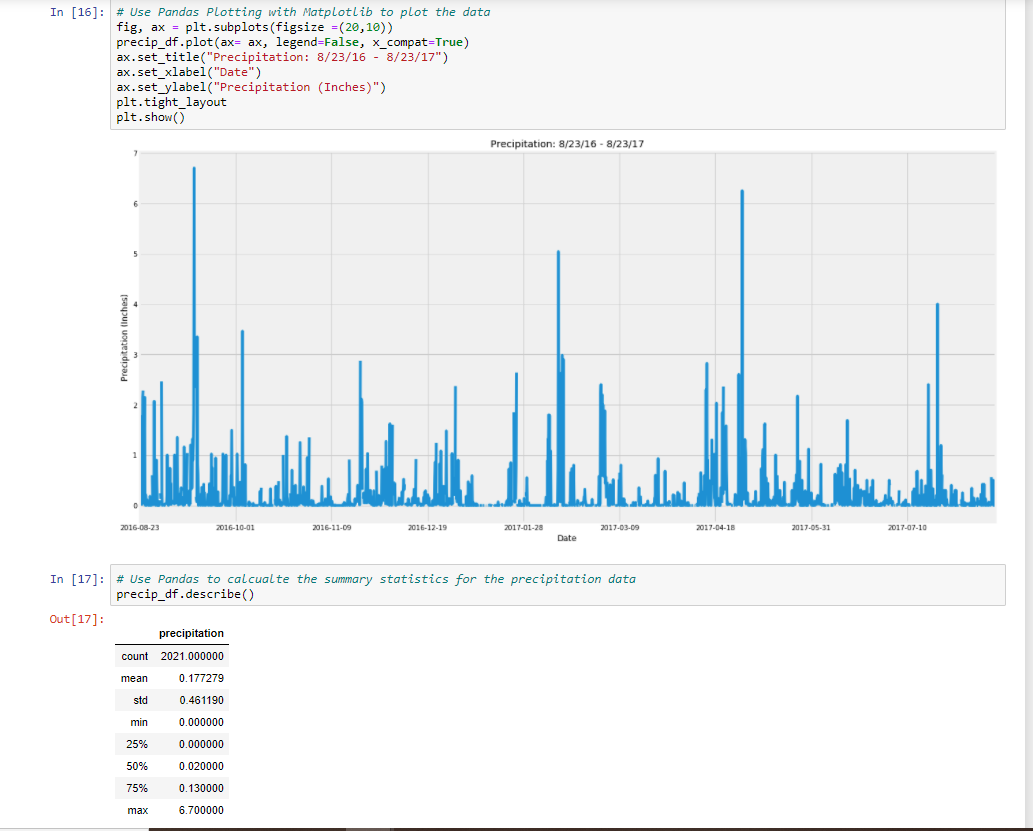 In [16]: # Use Pandas Plotting with Matplotlib to plot the data
fig, ax = plt.subplots(figsize =(20,10))
precip_df.plot(ax= ax, legend=False, x_compat=True)
ax.set_title("Precipitation: 8/23/16 - 8/23/17")
ax.set_xlabel("Date")
ax.set_ylabel("Precipitation (Inches)")
plt.tight_layout
plt.show()
Precipitation: 8/23/16 - 8/23/17
7
6
5
4
3
2
1
0
Precipitation (Inches)
2016-08-23 2016-10-01 2016-11-09 2016-12-19 2017-01-28 2017-03-09 2017-04-18 2017-05-31 2017-07-10
Date
In [17]: # Use Pandas to calcualte the summary statistics for the precipitation data
precip_df.describe()
Out[17]:
precipitation
count 2021.000000
mean 0.177279
std 0.461190
min 0.000000
25% 0.000000
50% 0.020000
75% 0.130000
max 6.700000